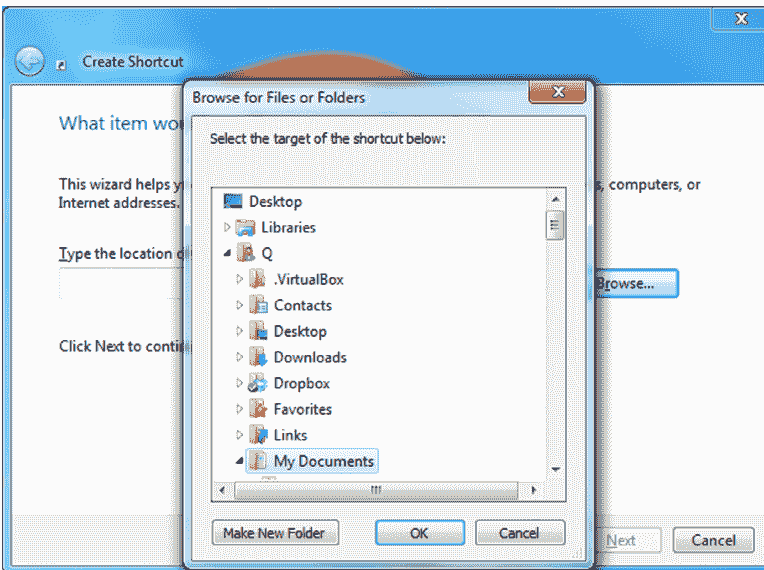 Create Shortcut
What item wou
This wizard helps y
s, computers, or
Internet addresses.
Type the location o
Browse...
Click Next to contin
Next
Cancel
Browse for Files or Folders
Select the target of the shortcut below:
Desktop
Libraries
Q
.VirtualBox
Contacts
Desktop
Downloads
Dropbox
Favorites
Links
My Documents
Make New Folder
OK
Cancel